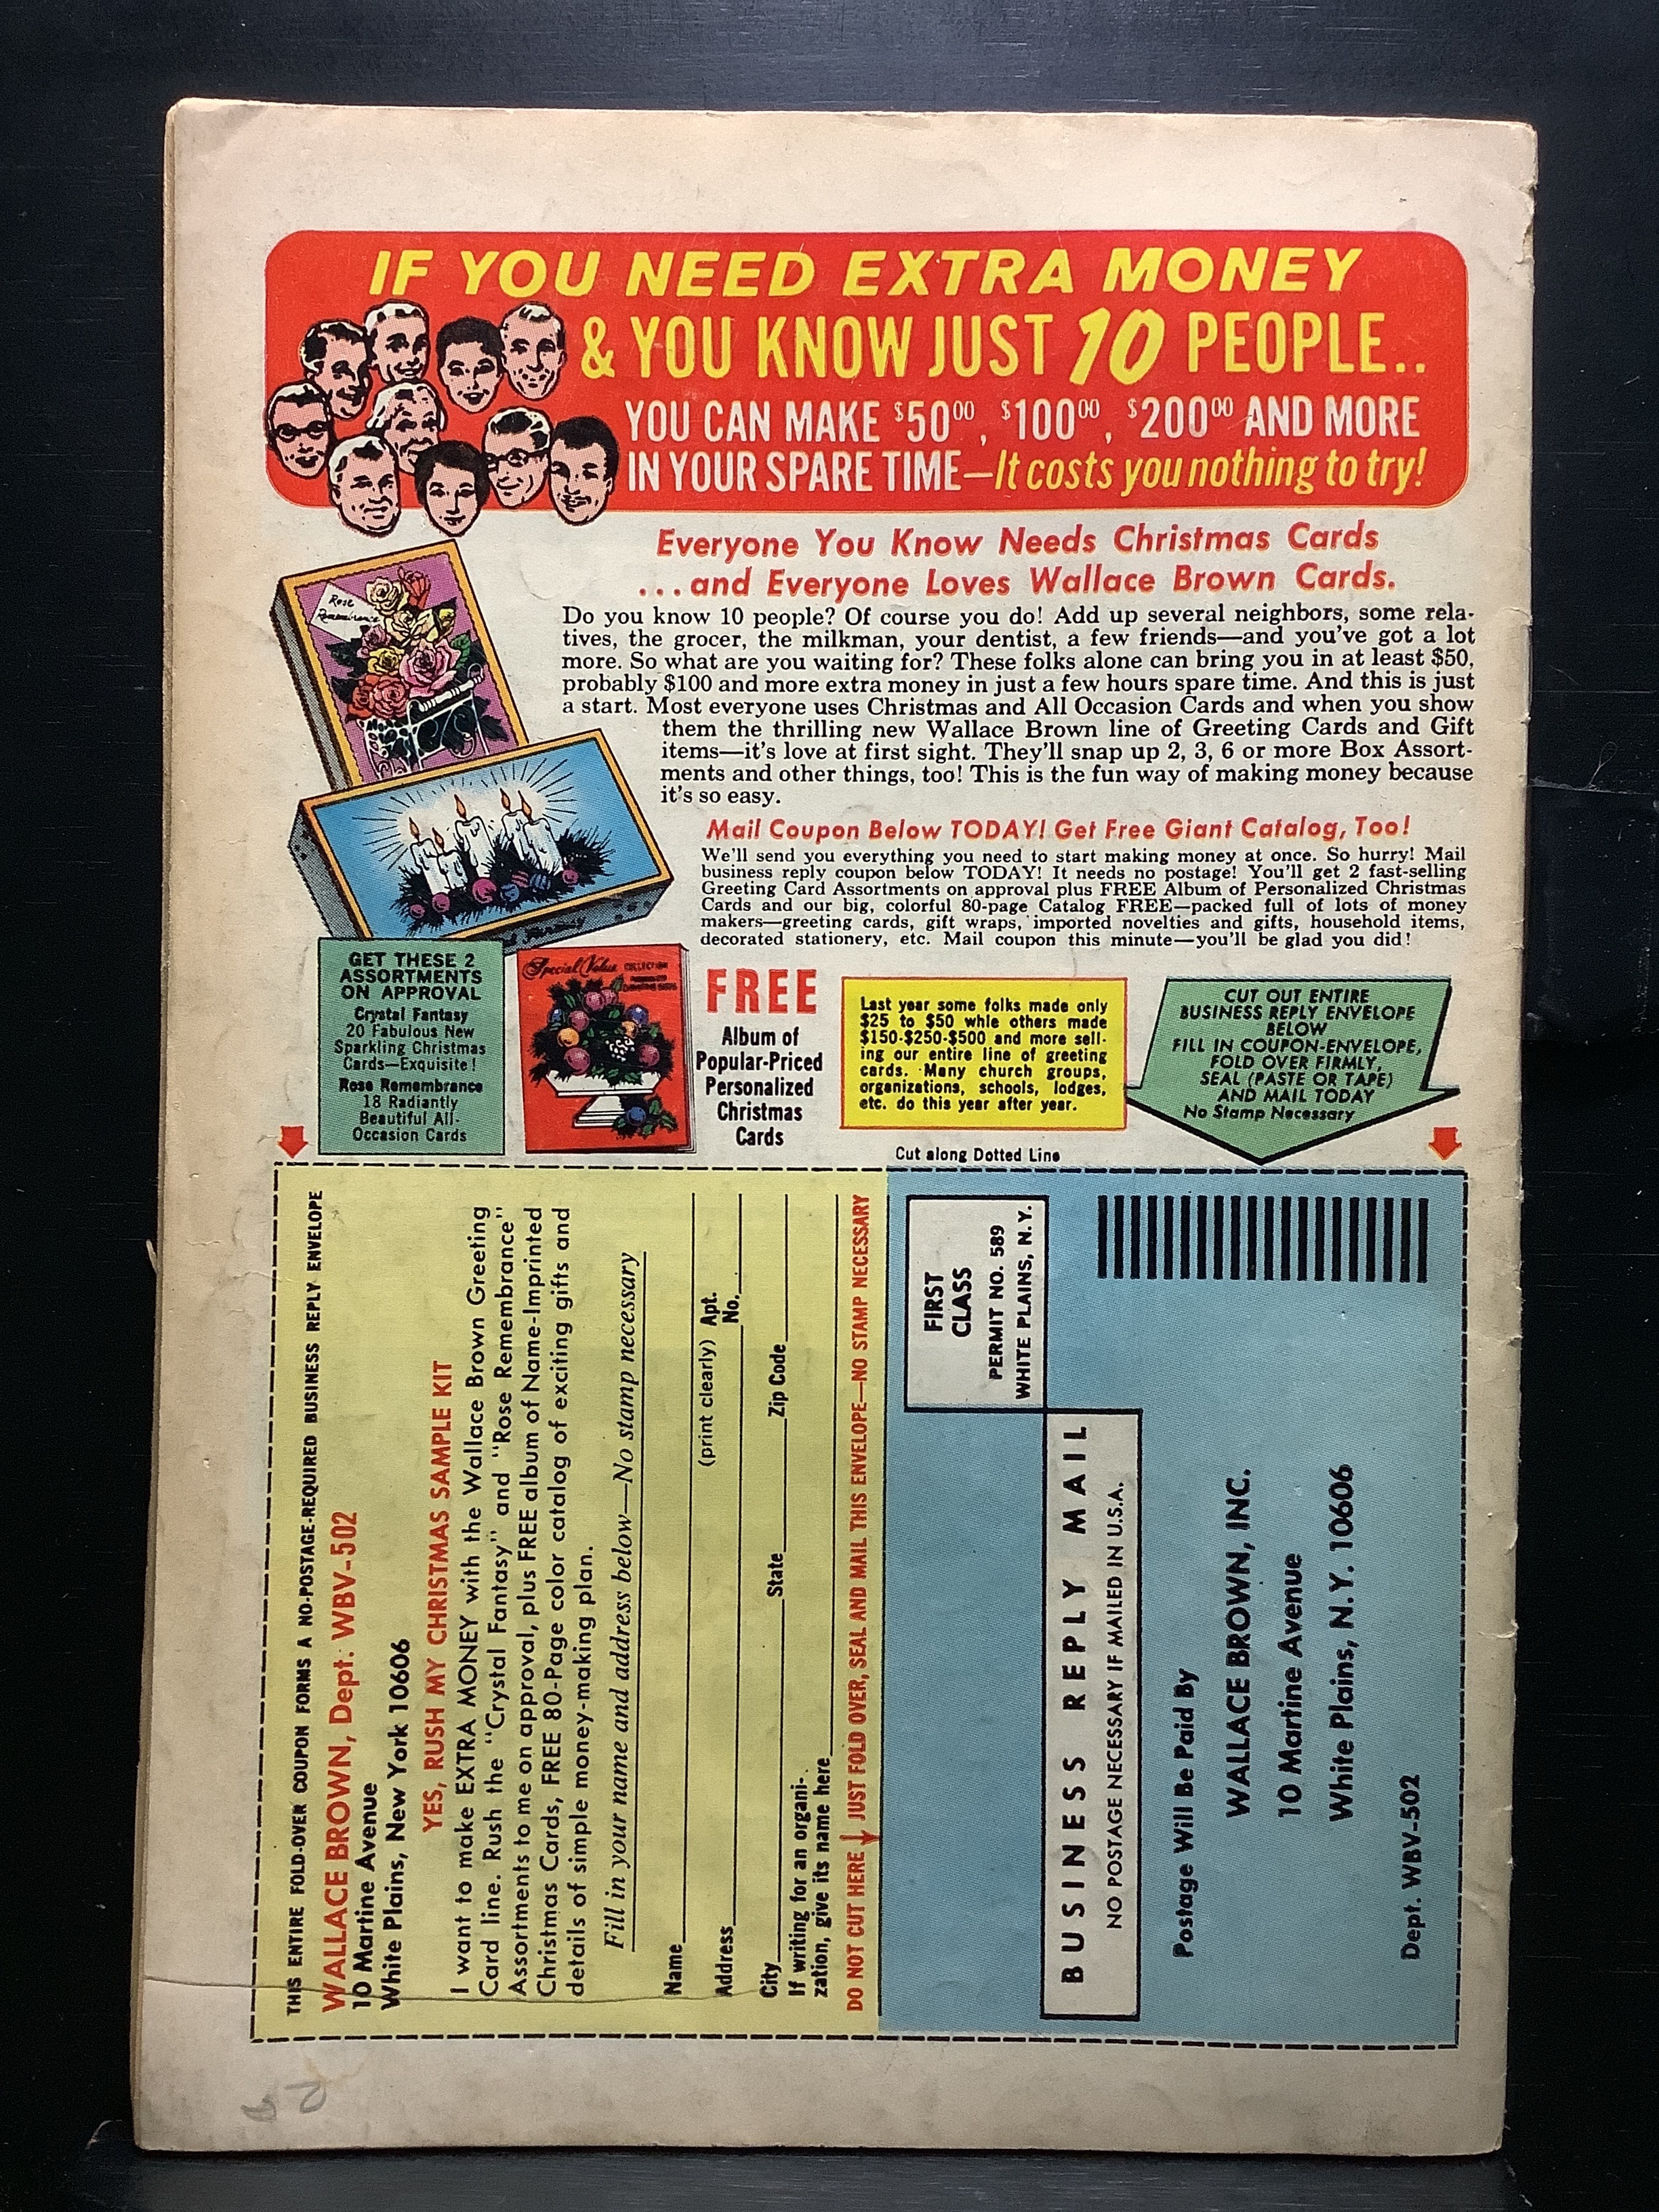 IF YOU NEED EXTRA MONEY
& YOU KNOW JUST 10 PEOPLE..
YOU CAN MAKE $50⁰⁰, $100⁰⁰, $200⁰⁰ AND MORE
IN YOUR SPARE TIME—It costs you nothing to try!
Everyone You Know Needs Christmas Cards
...and Everyone Loves Wallace Brown Cards.
Rose
Remembrance
Do you know 10 people? Of course you do! Add up several neighbors, some rela-
tives, the grocer, the milkman, your dentist, a few friends—and you've got a lot
more. So what are you waiting for? These folks alone can bring you in at least $50,
probably $100 and more extra money in just a few hours spare time. And this is just
a start. Most everyone uses Christmas and All Occasion Cards and when you show
them the thrilling new Wallace Brown line of Greeting Cards and Gift
items—it's love at first sight. They'll snap up 2, 3, 6 or more Box Assort-
ments and other things, too! This is the fun way of making money because
it's so easy.
Mail Coupon Below TODAY! Get Free Giant Catalog, Too!
We'll send you everything you need to start making money at once. So hurry! Mail
business reply coupon below TODAY! It needs no postage! You'll get 2 fast-selling
Greeting Card Assortments on approval plus FREE Album of Personalized Christmas
Cards and our big, colorful 80-page Catalog FREE—packed full of lots of money
makers—greeting cards, gift wraps, imported novelties and gifts, household items,
decorated stationery, etc. Mail coupon this minute—you'll be glad you did!
GET THESE 2
ASSORTMENTS
ON APPROVAL
Crystal Fantasy
20 Fabulous New
Sparkling Christmas
Cards—Exquisite!
Rose Remembrance
18 Radiantly
Beautiful All-
Occasion Cards
Special Value COLLECTION
FREE
Album of
Popular-Priced
Personalized
Christmas
Cards
Last year some folks made only
$25 to $50 while others made
$150-$250-$500 and more sell-
ing our entire line of greeting
cards. Many church groups,
organizations, schools, lodges,
etc. do this year after year.
CUT OUT ENTIRE
BUSINESS REPLY ENVELOPE
BELOW
FILL IN COUPON-ENVELOPE,
FOLD OVER FIRMLY,
SEAL (PASTE OR TAPE)
AND MAIL TODAY
No Stamp Necessary
Cut along Dotted Line
THIS ENTIRE FOLD-OVER COUPON FORMS A NO-POSTAGE-REQUIRED BUSINESS REPLY ENVELOPE
WALLACE BROWN, Dept. WBV-502
10 Martine Avenue
White Plains, New York 10606
YES, RUSH MY CHRISTMAS SAMPLE KIT
I want to make EXTRA MONEY with the Wallace Brown Greeting
Card line. Rush the "Crystal Fantasy" and "Rose Remembrance"
Assortments to me on approval, plus FREE album of Name-Imprinted
Christmas Cards, FREE 80-Page color catalog of exciting gifts and
details of simple money-making plan.
Fill in your name and address below—No stamp necessary
Name
(print clearly)
Address Apt. No.
City State Zip Code
If writing for an organi-
zation, give its name here
DO NOT CUT HERE JUST FOLD OVER, SEAL AND MAIL THIS ENVELOPE—NO STAMP NECESSARY
FIRST
CLASS
PERMIT NO. 589
WHITE PLAINS, N. Y.
BUSINESS REPLY MAIL
NO POSTAGE NECESSARY IF MAILED IN U.S.A.
Postage Will Be Paid By
WALLACE BROWN, INC.
10 Martine Avenue
White Plains, N.Y. 10606
Dept. WBV-502